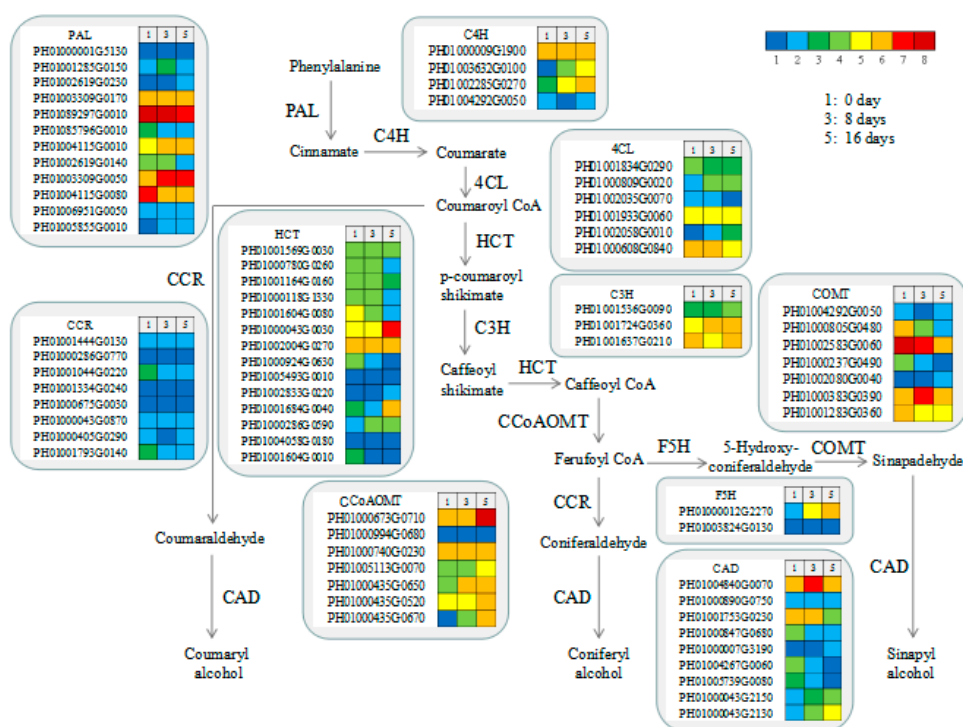 PAL
1 3 5
PH01000001G5130
PH01001285G0150
PH01002619G0230
PH01003309G0170
PH01089297G0010
PH01085796G0010
PH01004115G0010
PH01002619G0140
PH01003309G0050
PH01004115G0080
PH01006951G0050
PH01005855G0010
C4H
1 3 5
PH01000009G1900
PH01003632G0100
PH01002285G0270
PH01004292G0050
1 2 3 4 5 6 7 8
1: 0 day
3: 8 days
5: 16 days
Phenylalanine
PAL
C4H
Cinnamate
Coumarate
4CL
Coumaroyl CoA
HCT
p-coumaroyl
shikimate
C3H
Caffeoyl
shikimate
HCT
Caffeoyl CoA
CCoAOMT
4CL
1 3 5
PH01001834G0290
PH01000809G0020
PH01002035G0070
PH01001933G0060
PH01002058G0010
PH01000608G0840
HCT
1 3 5
PH01001569G0030
PH01000780G0260
PH01001164G0160
PH01000118G1330
PH01001604G0080
PH01000043G0030
PH01002004G0270
PH01000924G0630
PH01005493G0010
PH01002833G0220
PH01001684G0040
PH01000286G0590
PH01004058G0180
PH01001604G0010
C3H
1 3 5
PH01001536G0090
PH01001724G0360
PH01001637G0210
COMT
1 3 5
PH01004292G0050
PH01000805G0480
PH01002583G0060
PH01000237G0490
PH01002080G0040
PH01000383G0390
PH01001283G0360
CCR
CCR
1 3 5
PH01001444G0130
PH01000286G0770
PH01001044G0220
PH01001334G0240
PH01000675G0030
PH01000043G0870
PH01000405G0290
PH01001793G0140
Ferufoyl CoA
F5H
5-Hydroxy-
coniferaldehyde
COMT
Sinapadehyde
F5H
1 3 5
PH01000012G2270
PH01003824G0130
CCoAOMT
1 3 5
PH01000673G0710
PH01000994G0680
PH01000740G0230
PH01005113G0070
PH01000435G0650
PH01000435G0520
PH01000435G0670
CCR
Coniferaldehyde
CAD
Coniferyl
alcohol
CAD
1 3 5
PH01004840G0070
PH01000890G0750
PH01001753G0230
PH01000847G0680
PH01000007G3190
PH01004267G0060
PH01005739G0080
PH01000043G2150
PH01000043G2130
Coumaraldehyde
CAD
Coumaryl
alcohol
CAD
Sinapyl
alcohol